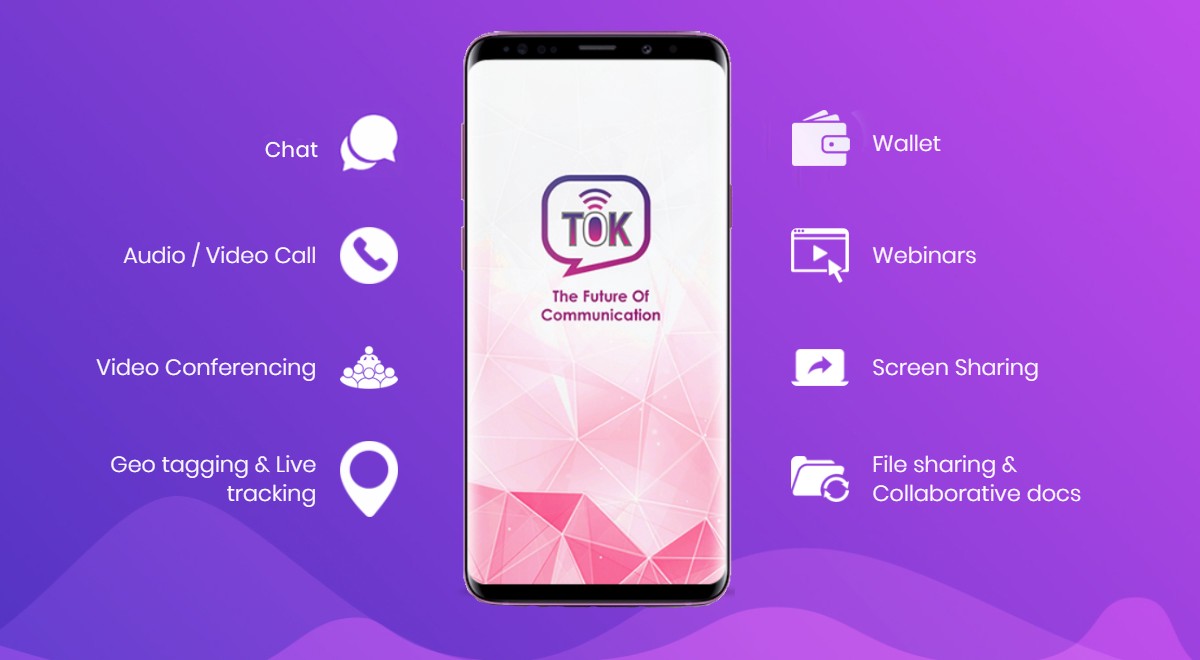 Chat
Audio / Video Call
Video Conferencing
Geo tagging & Live
tracking
TOK
The Future Of
Communication
Wallet
Webinars
Screen Sharing
File sharing &
Collaborative docs